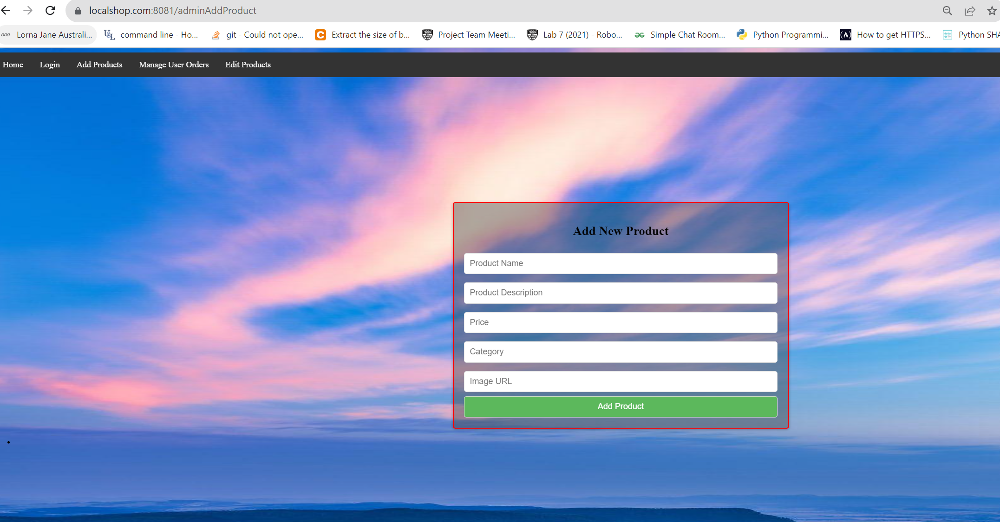 localshop.com:8081/adminAddProduct
Lorna Jane Australi... command line - Ho... git - Could not ope... Extract the size of b... Project Team Meeti... Lab 7 (2021) - Robo... Simple Chat Room... Python Programmi... How to get HTTPS... Python SHA
Home Login Add Products Manage User Orders Edit Products
Add New Product
Product Name
Product Description
Price
Category
Image URL
Add Product